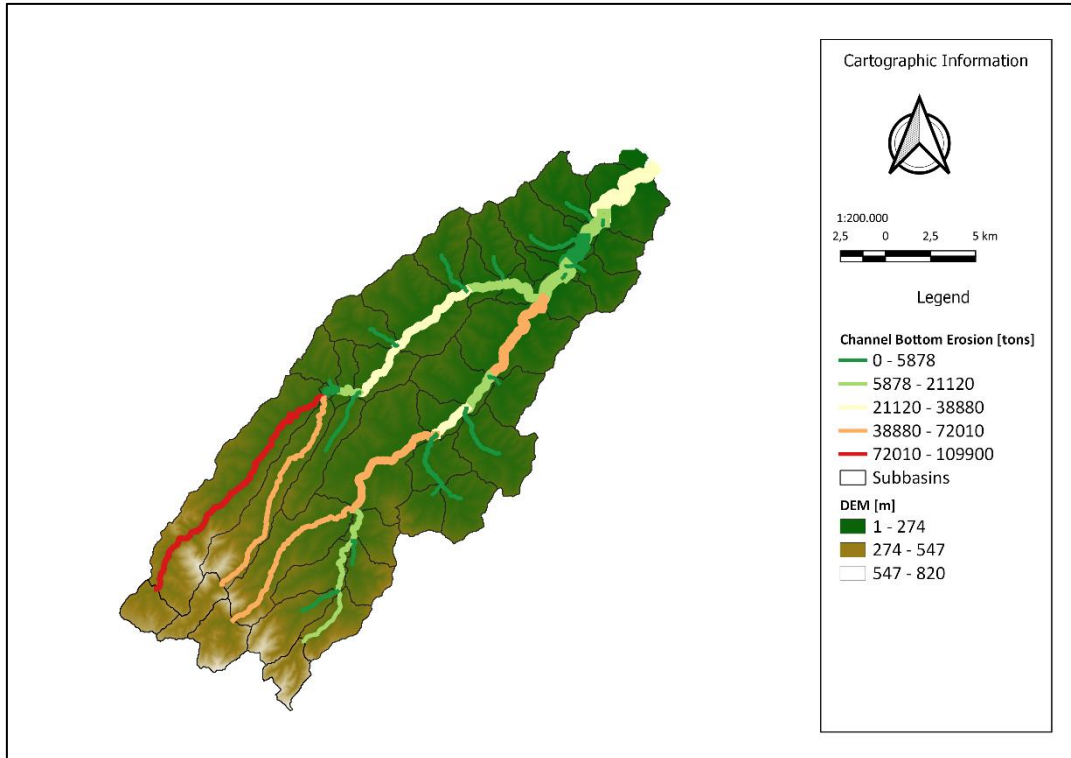 Cartographic Information
1:200.000
2,5 0 2,5 5 km
Legend
Channel Bottom Erosion [tons]
0 - 5878
5878 - 21120
21120 - 38880
38880 - 72010
72010 - 109900
Subbasins
DEM [m]
1 - 274
274 - 547
547 - 820